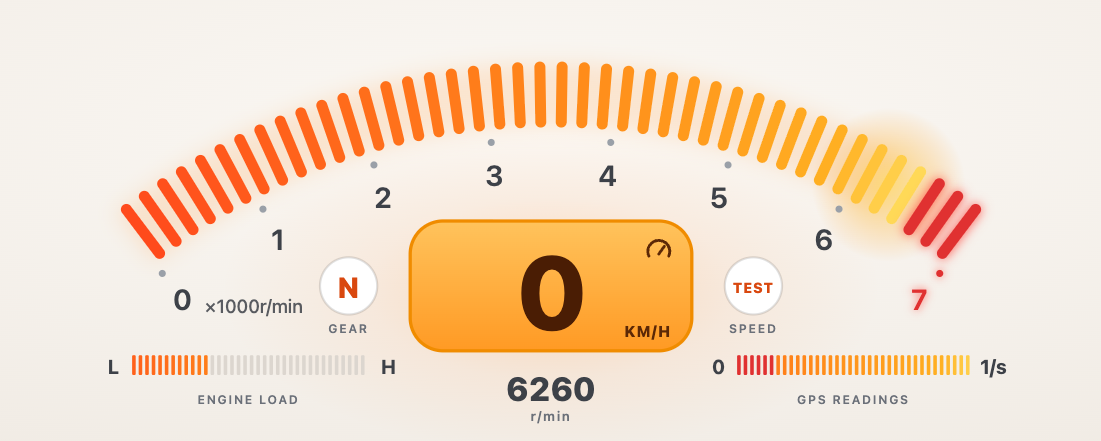 0
1
2
3
4
5
6
7
×1000r/min
N
GEAR
0
KM/H
TEST
SPEED
L
H
ENGINE LOAD
6260
r/min
0
1/s
GPS READINGS